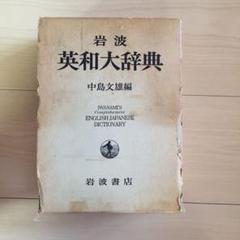 岩波
英和大辞典
中島文雄編
IWANAMI'S
Comprehensive
ENGLISH-JAPANESE
DICTIONARY
岩波書店